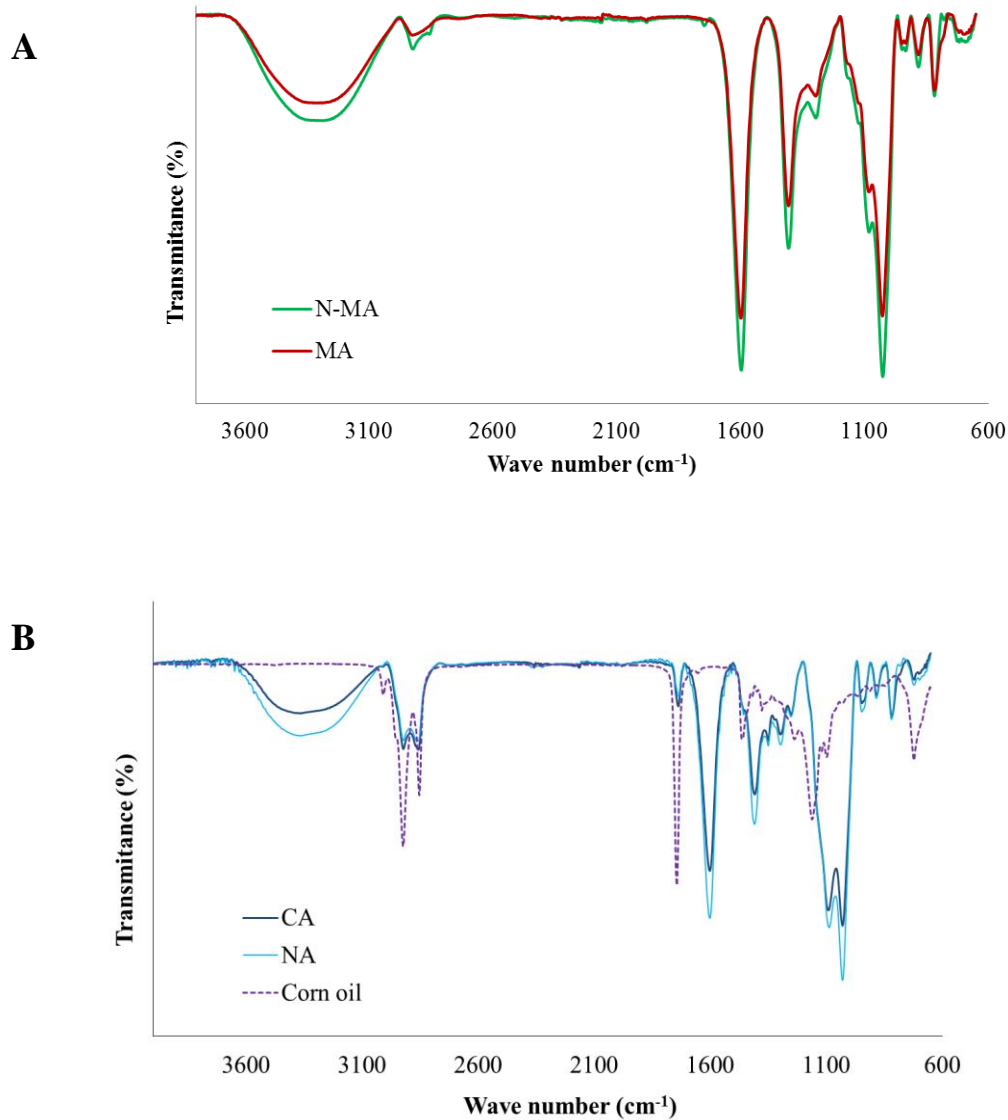 A
Transmitance (%)
N-MA
MA
3600 3100 2600 2100 1600 1100 600
Wave number (cm-1)
B
Transmitance (%)
CA
NA
Corn oil
3600 3100 2600 2100 1600 1100 600
Wave number (cm-1)